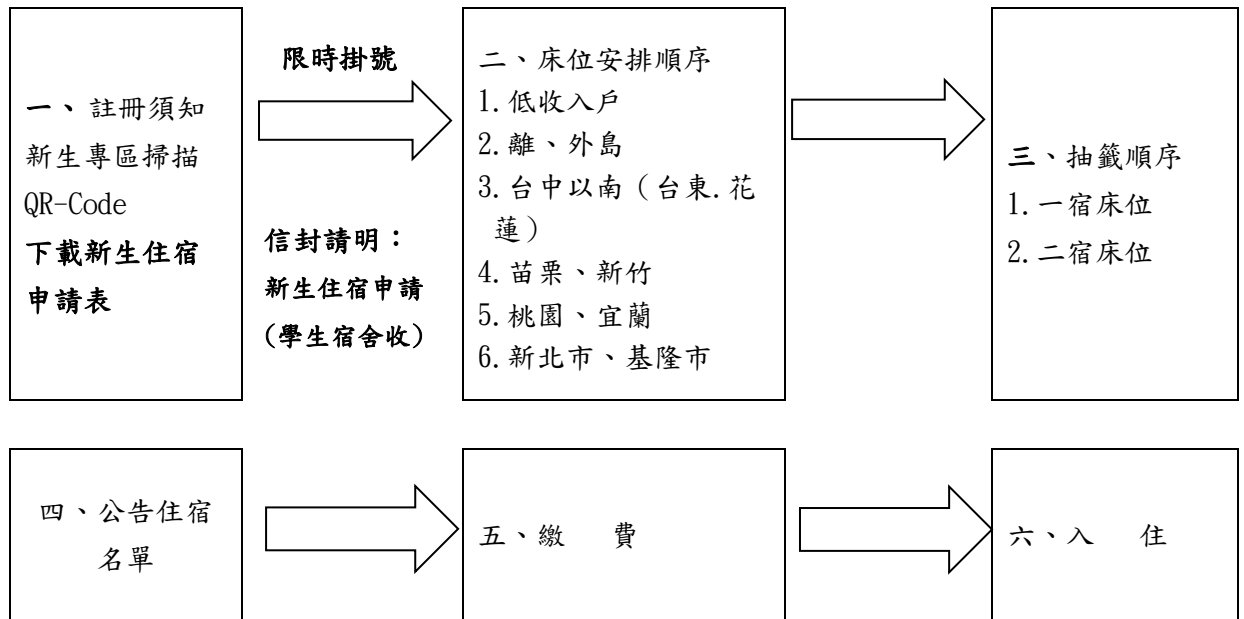 一、註冊須知
新生專區掃描
QR-Code
下載新生住宿
申請表
限時掛號
信封請明：
新生住宿申請
(學生宿舍收)
二、床位安排順序
1.低收入戶
2.離、外島
3.台中以南（台東.花
蓮）
4.苗栗、新竹
5.桃園、宜蘭
6.新北市、基隆市
三、抽籤順序
1.一宿床位
2.二宿床位
四、公告住宿
名單
五、繳 費
六、入 住